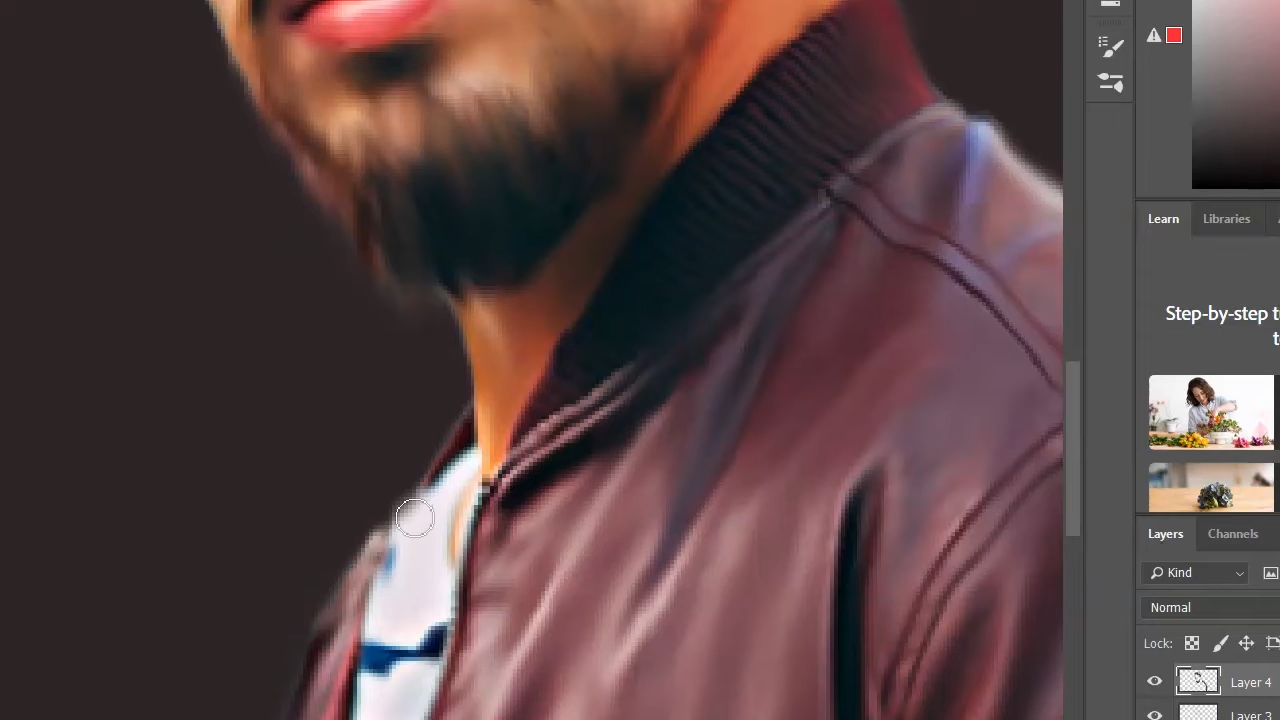 Learn
Libraries
Step-by-step t
t
Layers
Channels
Kind
Normal
Lock:
Layer 4
Layer 3